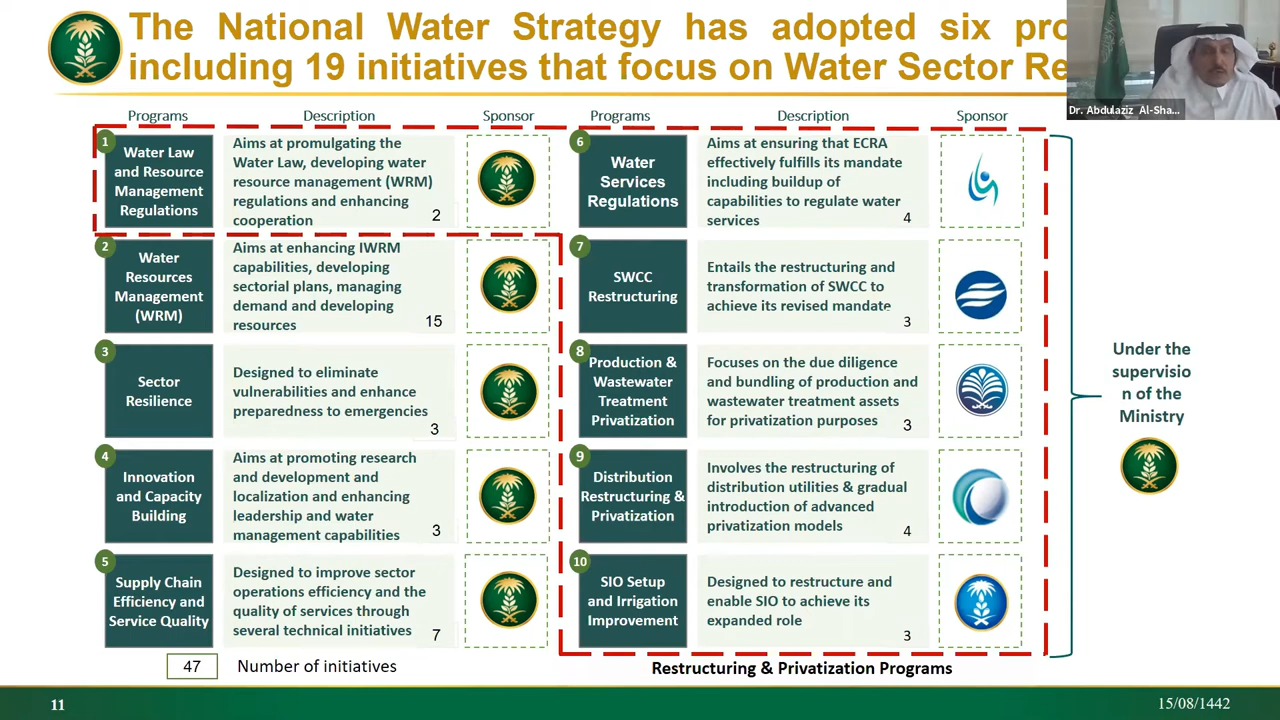 The National Water Strategy has adopted six pro
including 19 initiatives that focus on Water Sector Re
Dr. Abdulaziz Al-Sha...
Programs Description Sponsor
1
Water Law
and Resource
Management
Regulations
Aims at promulgating the
Water Law, developing water
resource management (WRM)
regulations and enhancing
cooperation
2
2
Water
Resources
Management
(WRM)
Aims at enhancing IWRM
capabilities, developing
sectorial plans, managing
demand and developing
resources
15
3
Sector
Resilience
Designed to eliminate
vulnerabilities and enhance
preparedness to emergencies
3
4
Innovation
and Capacity
Building
Aims at promoting research
and development and
localization and enhancing
leadership and water
management capabilities
3
5
Supply Chain
Efficiency and
Service Quality
Designed to improve sector
operations efficiency and the
quality of services through
several technical initiatives
7
Programs Description Sponsor
6
Water
Services
Regulations
Aims at ensuring that ECRA
effectively fulfills its mandate
including buildup of
capabilities to regulate water
services
4
7
SWCC
Restructuring
Entails the restructuring and
transformation of SWCC to
achieve its revised mandate
3
8
Production &
Wastewater
Treatment
Privatization
Focuses on the due diligence
and bundling of production and
wastewater treatment assets
for privatization purposes
3
9
Distribution
Restructuring &
Privatization
Involves the restructuring of
distribution utilities & gradual
introduction of advanced
privatization models
4
10
SIO Setup
and Irrigation
Improvement
Designed to restructure and
enable SIO to achieve its
expanded role
3
Under the
supervisio
n of the
Ministry
47 Number of initiatives
Restructuring & Privatization Programs
11
15/08/1442